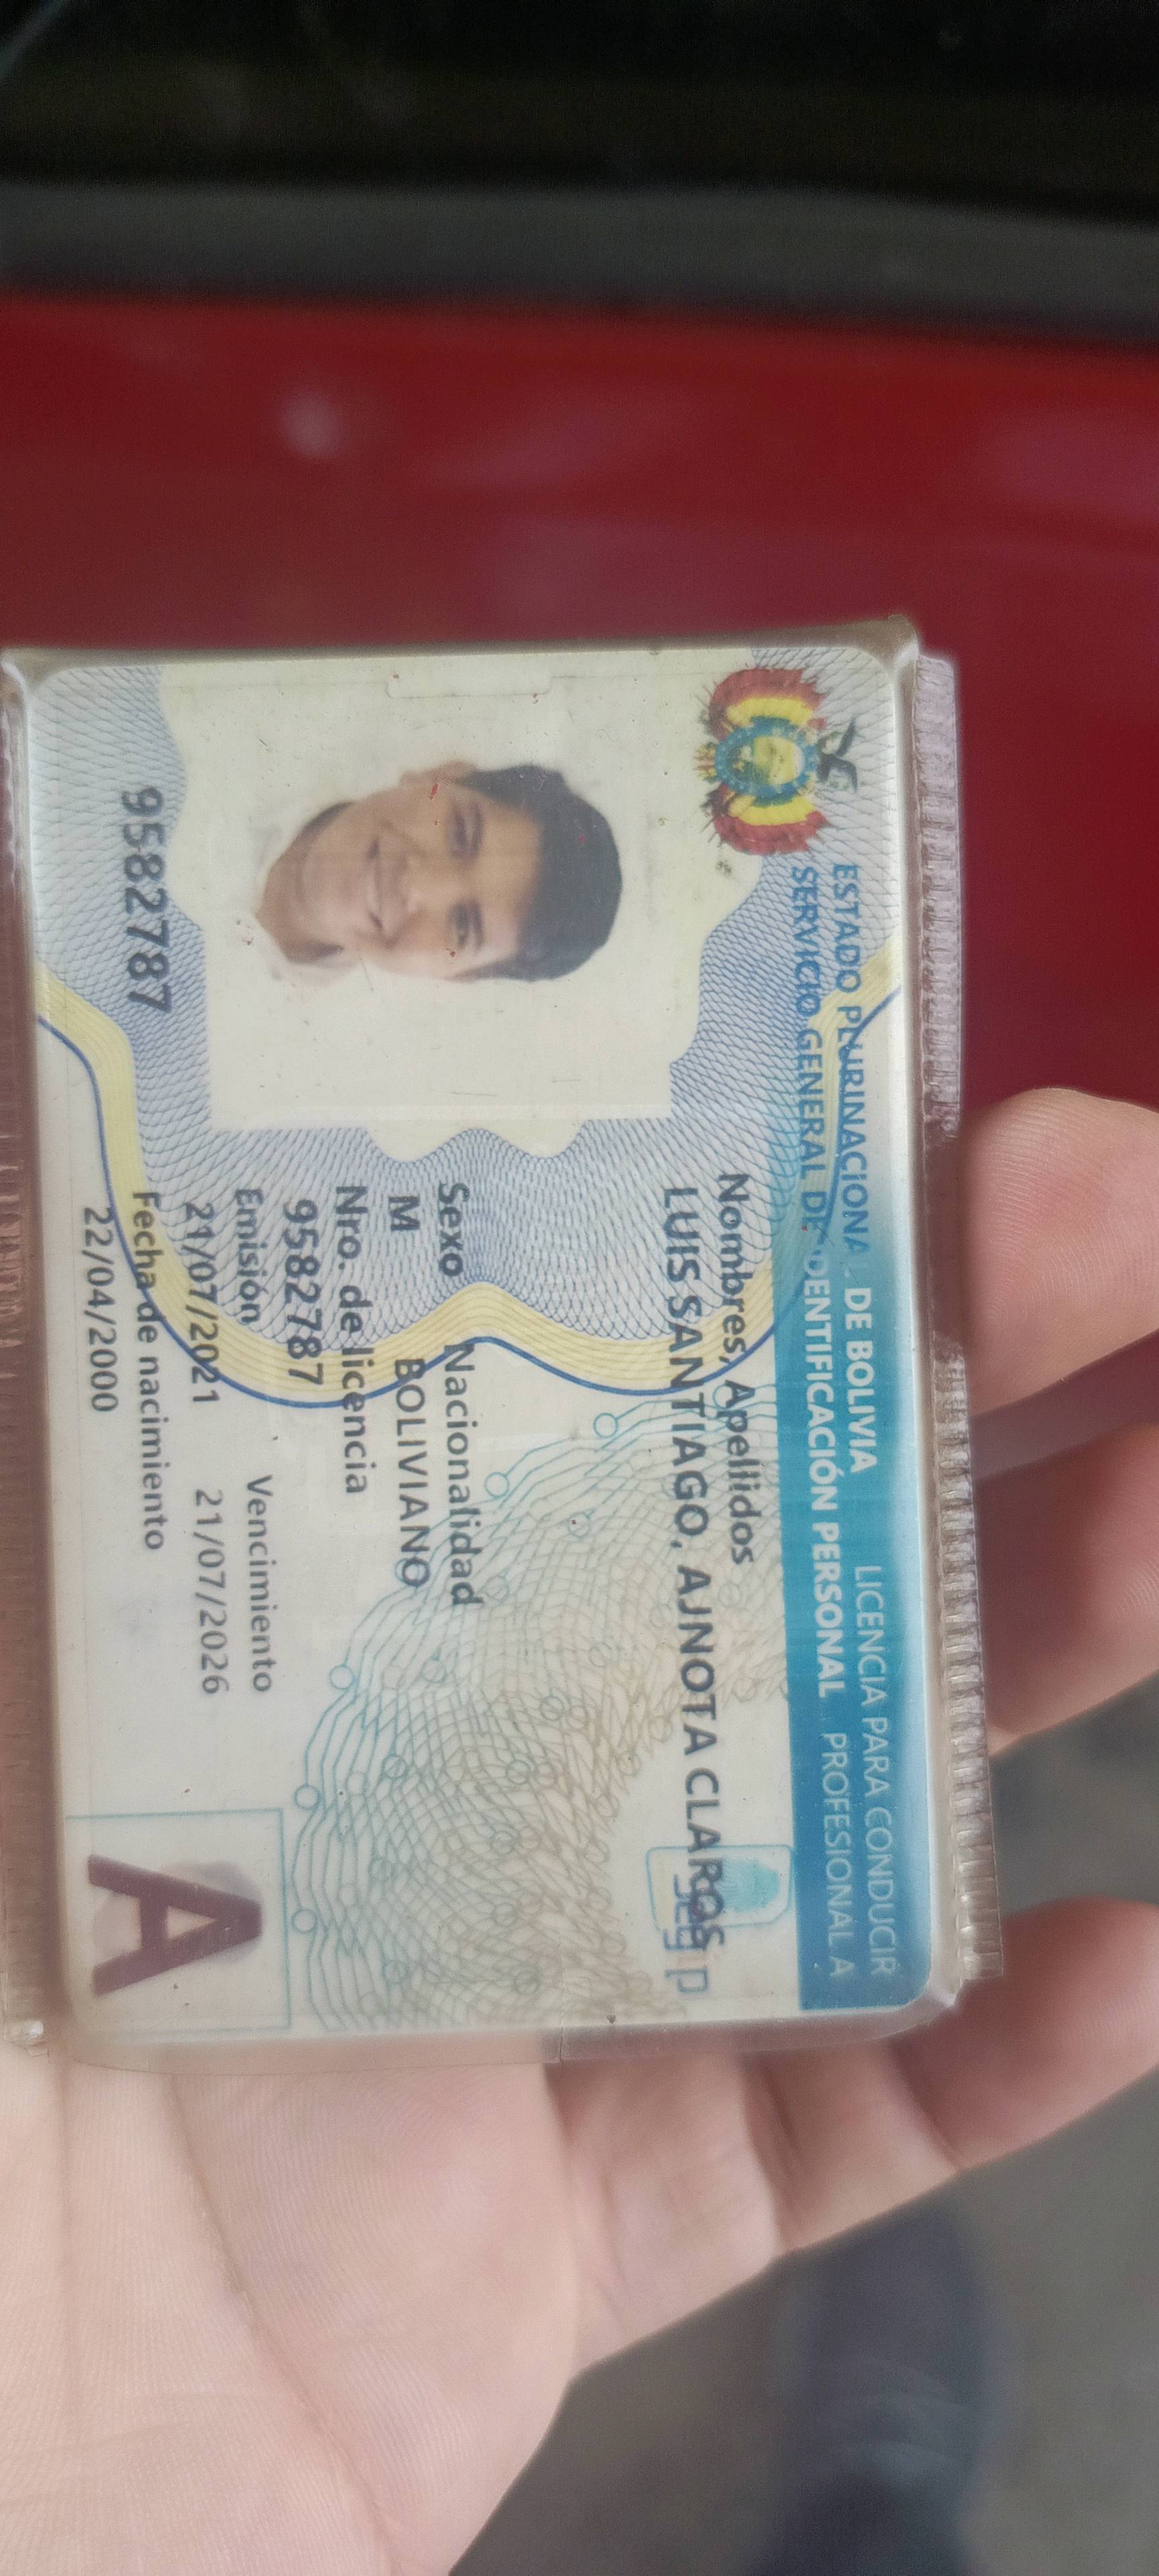 ESTADO PLURINACIONAL DE BOLIVIA LICENCIA PARA CONDUCIR
SERVICIO GENERAL DE IDENTIFICACIÓN PERSONAL PROFESIONAL A
segip
Nombres, Apellidos
LUIS SANTIAGO, AJNOTA CLAROS
Sexo Nacionalidad
M BOLIVIANO
Nro. de licencia
9582787
Emisión Vencimiento
21/07/2021 21/07/2026
Fecha de nacimiento
22/04/2000
9582787
A